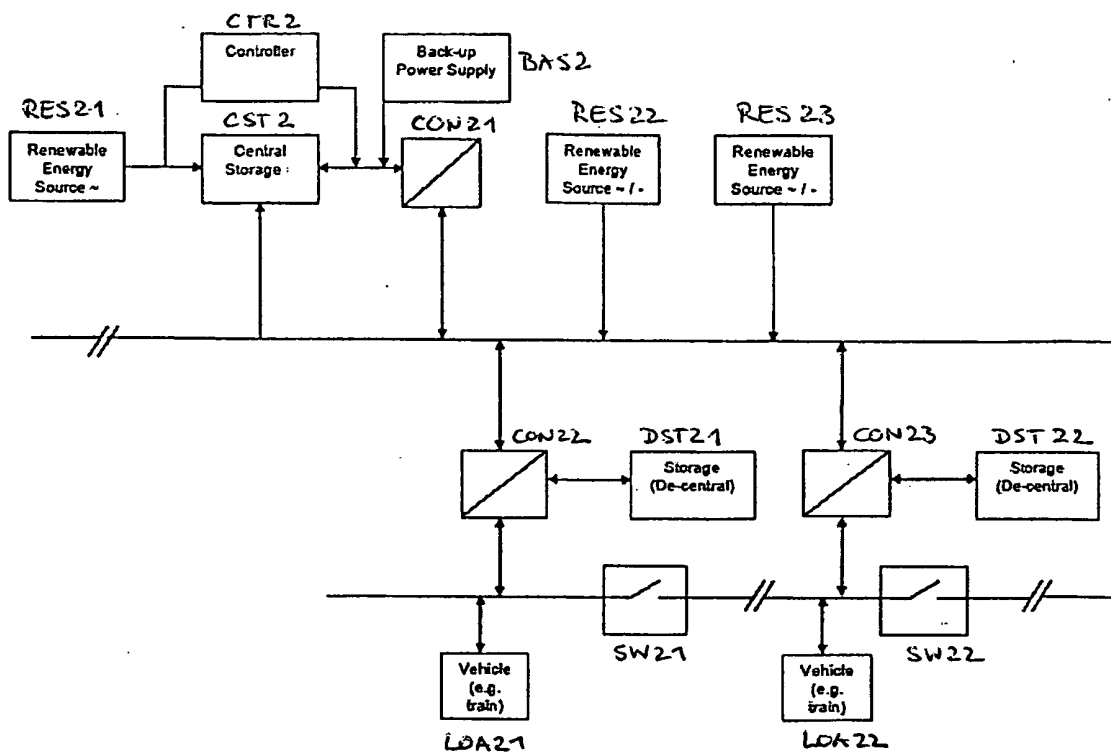 CTR2
Controller
Back-up
Power Supply
BAS2
RES21
CST2
CON21
RES22
RES23
Renewable
Energy
Source ~
Central
Storage :
Renewable
Energy
Source ~ / -
Renewable
Energy
Source ~ / -
CON22
DST21
CON23
DST22
Storage
(De-central)
Storage
(De-central)
SW21
SW22
Vehicle
(e.g.
train)
Vehicle
(e.g.
train)
LOA21
LOA22